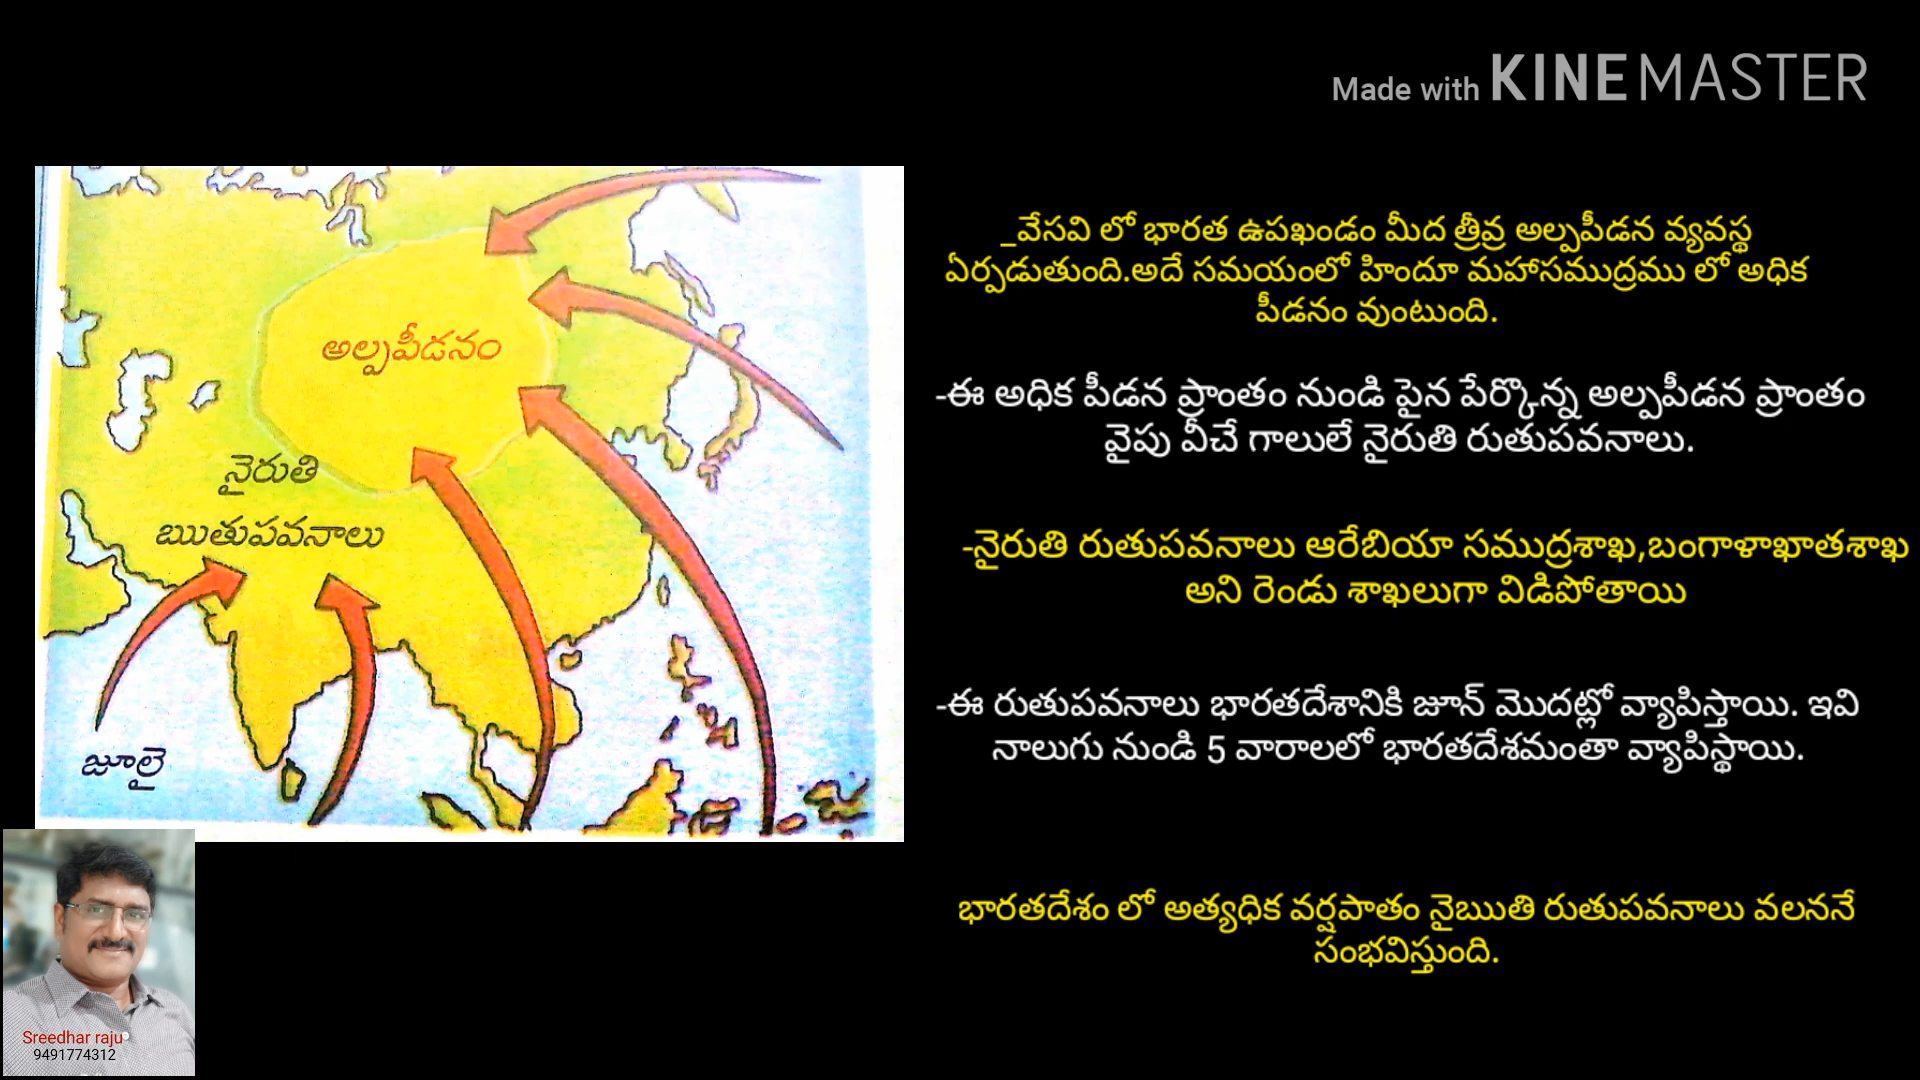 Made with KINEMASTER
_వేసవి లో భారత ఉపఖండం మీద త్రీవ్ర అల్పపీడన వ్యవస్థ
ఏర్పడుతుంది.అదే సమయంలో హిందూ మహాసముద్రము లో అధిక
పీడనం వుంటుంది.
-ఈ అధిక పీడన ప్రాంతం నుండి పైన పేర్కొన్న అల్పపీడన ప్రాంతం
వైపు వీచే గాలులే నైరుతి రుతుపవనాలు.
-నైరుతి రుతుపవనాలు ఆరేబియా సముద్రశాఖ,బంగాళాఖాతశాఖ
అని రెండు శాఖలుగా విడిపోతాయి
-ఈ రుతుపవనాలు భారతదేశానికి జూన్ మొదట్లో వ్యాపిస్తాయి. ఇవి
నాలుగు నుండి 5 వారాలలో భారతదేశమంతా వ్యాపిస్థాయి.
భారతదేశం లో అత్యధిక వర్షపాతం నైఋతి రుతుపవనాలు వలననే
సంభవిస్తుంది.
అల్పపీడనం
నైరుతి
ఋతుపవనాలు
జూలై
Sreedhar raju
9491774312